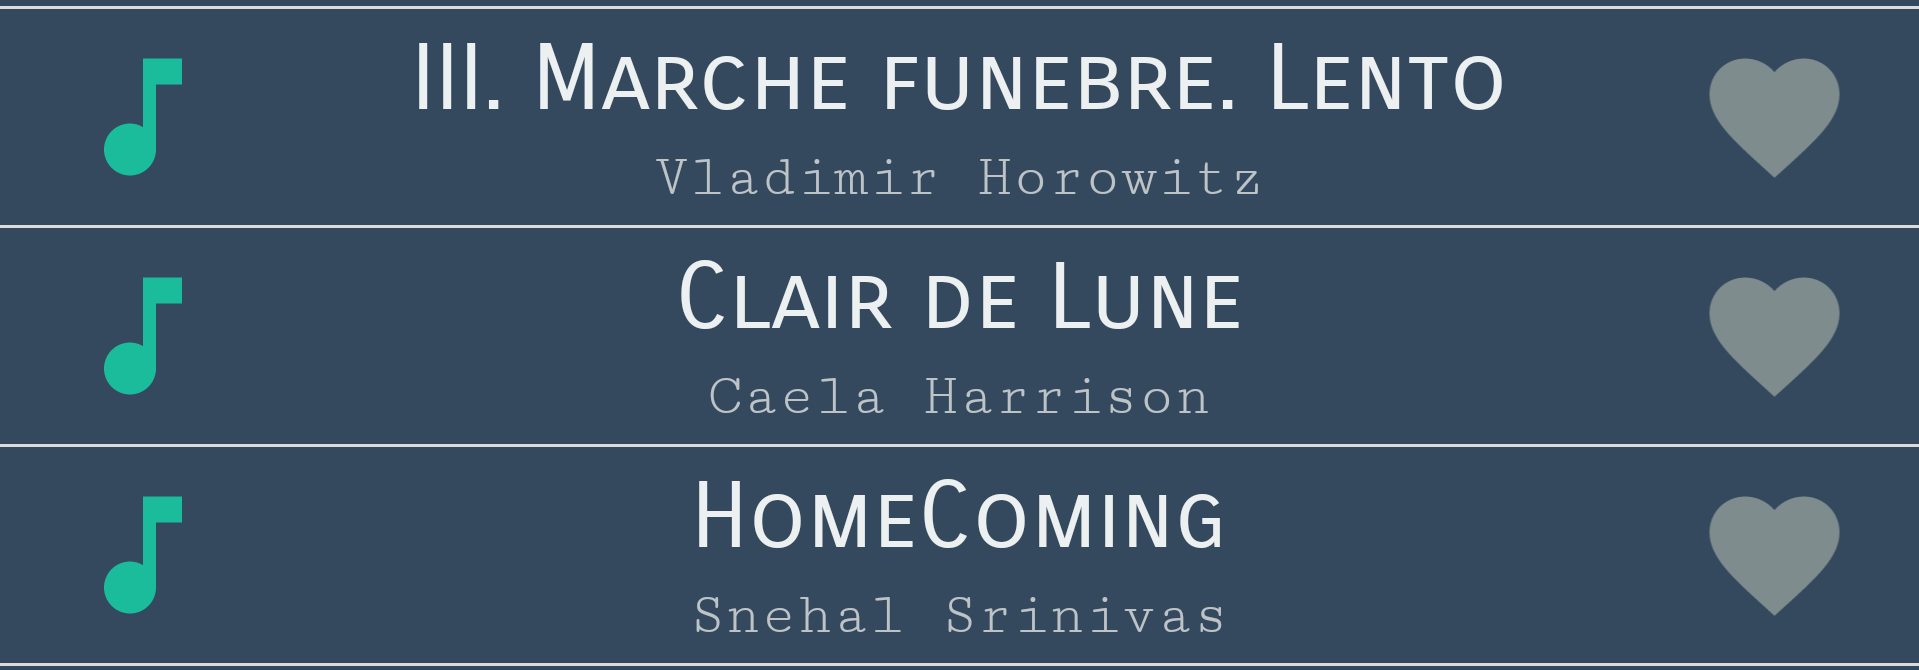 III. Marche funebre. Lento
Vladimir Horowitz
Clair de Lune
Caela Harrison
HomeComing
Snehal Srinivas